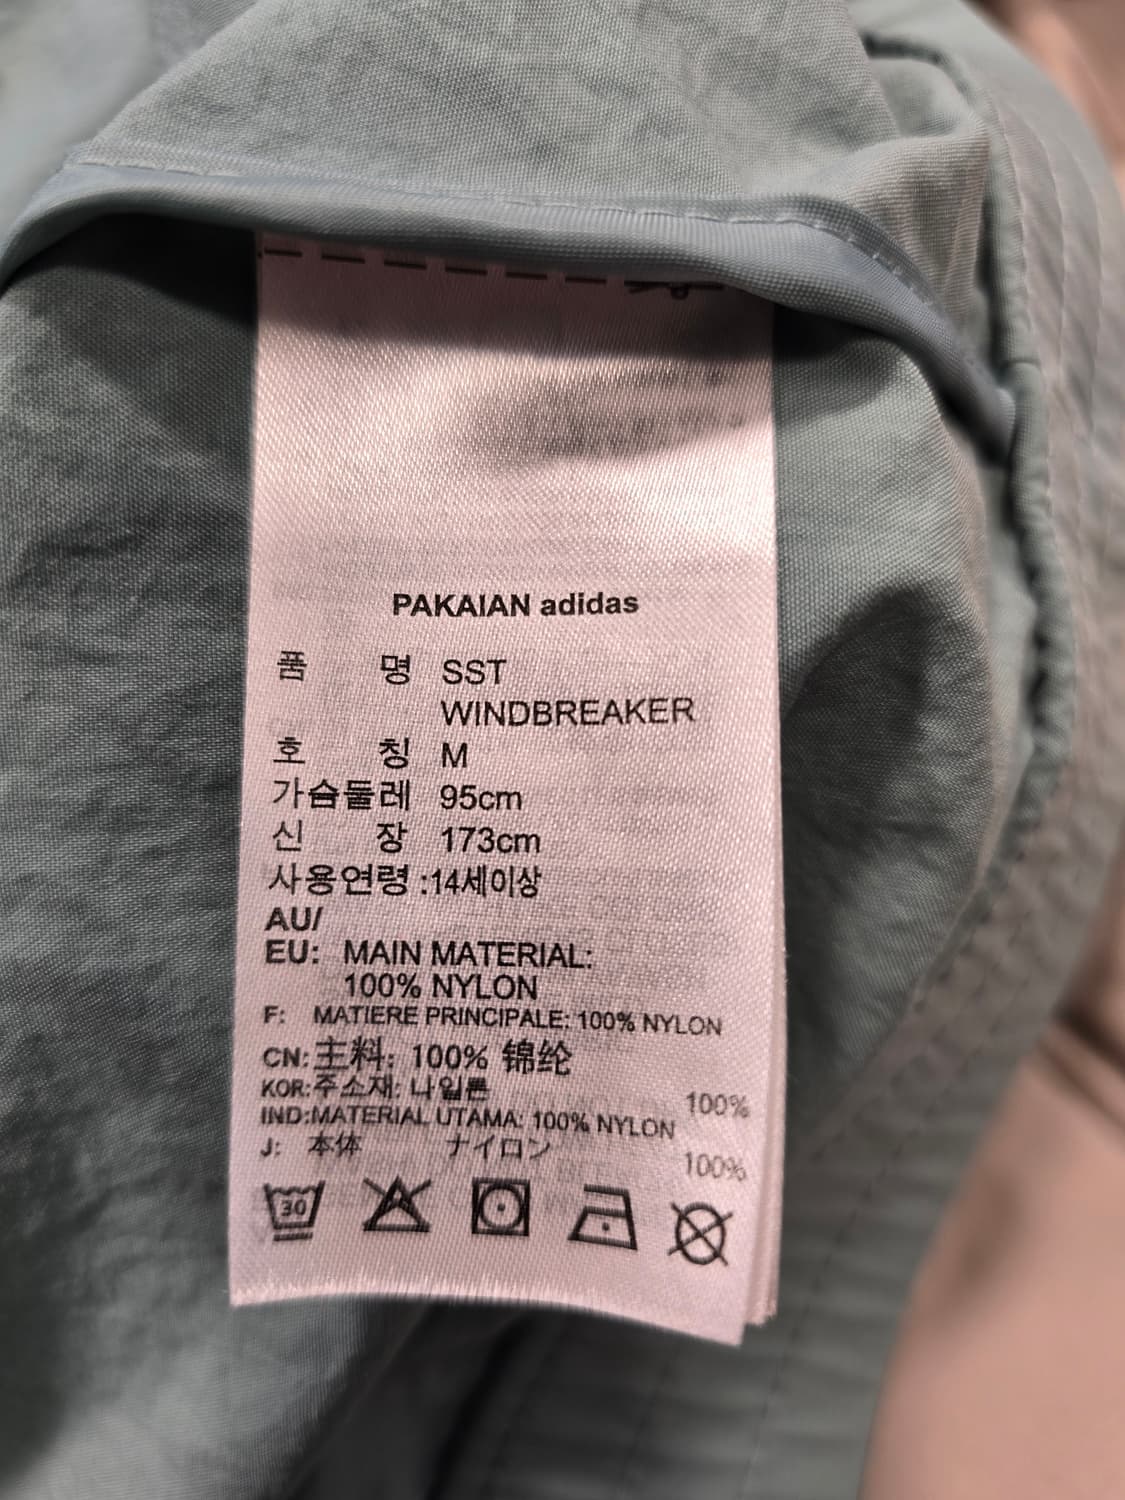 PAKAIAN adidas
품 명 SST
WINDBREAKER
호 칭 M
가슴둘레 95cm
신 장 173cm
사용연령 :14세이상
AU/
EU: MAIN MATERIAL:
100% NYLON
F: MATIERE PRINCIPALE: 100% NYLON
CN:主料: 100% 锦纶
KOR:주소재: 나일론 100%
IND:MATERIAL UTAMA: 100% NYLON
J: 本体 ナイロン 100%
30